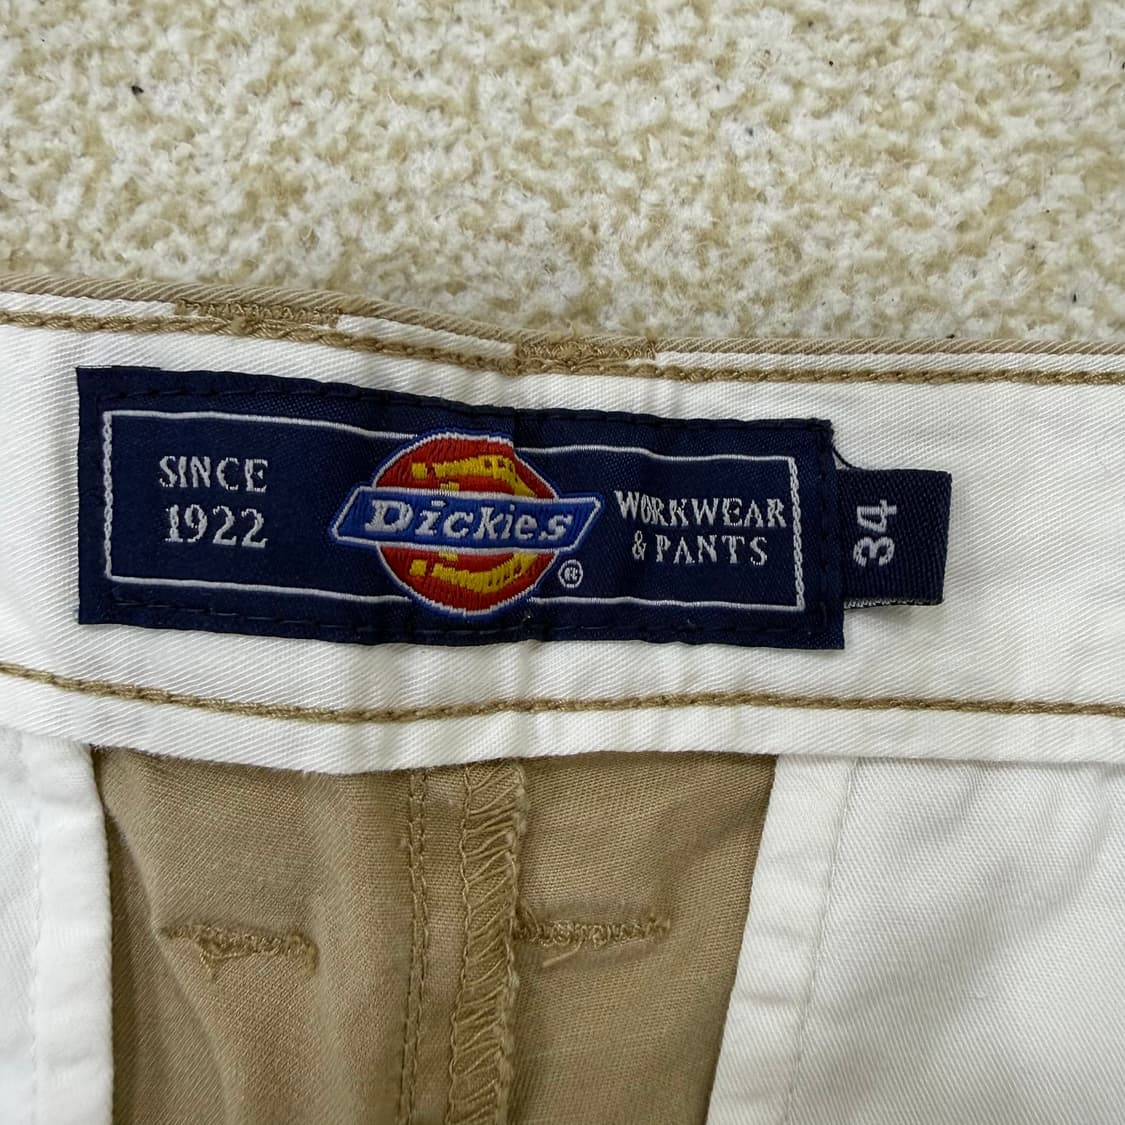 SINCE
1922
Dickies
®
WORKWEAR
& PANTS
34